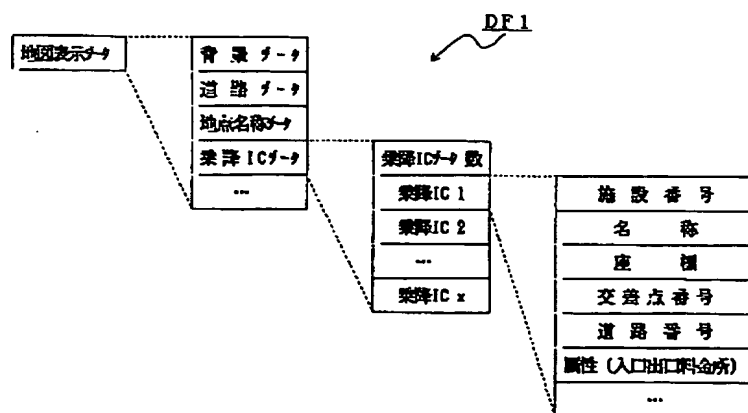 DF1
地図表示データ
背景データ
道路データ
地点名称データ
乗降ICデータ
…
乗降ICデータ数
乗降IC 1
乗降IC 2
…
乗降IC x
施設番号
名称
座標
交差点番号
道路番号
属性(入口出口料金所)
…